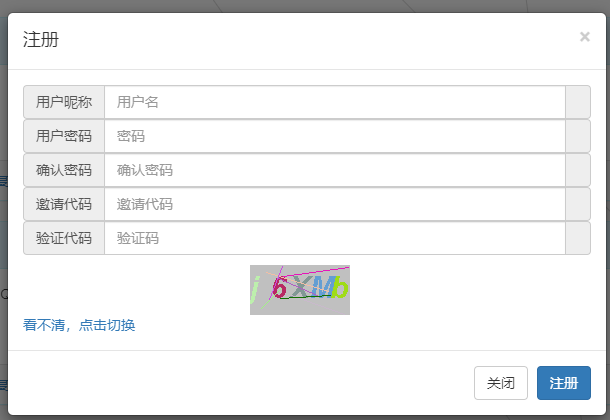 注册
×
用户昵称 用户名
用户密码 密码
确认密码 确认密码
邀请代码 邀请代码
验证代码 验证码
j6XMb
看不清，点击切换
关闭 注册